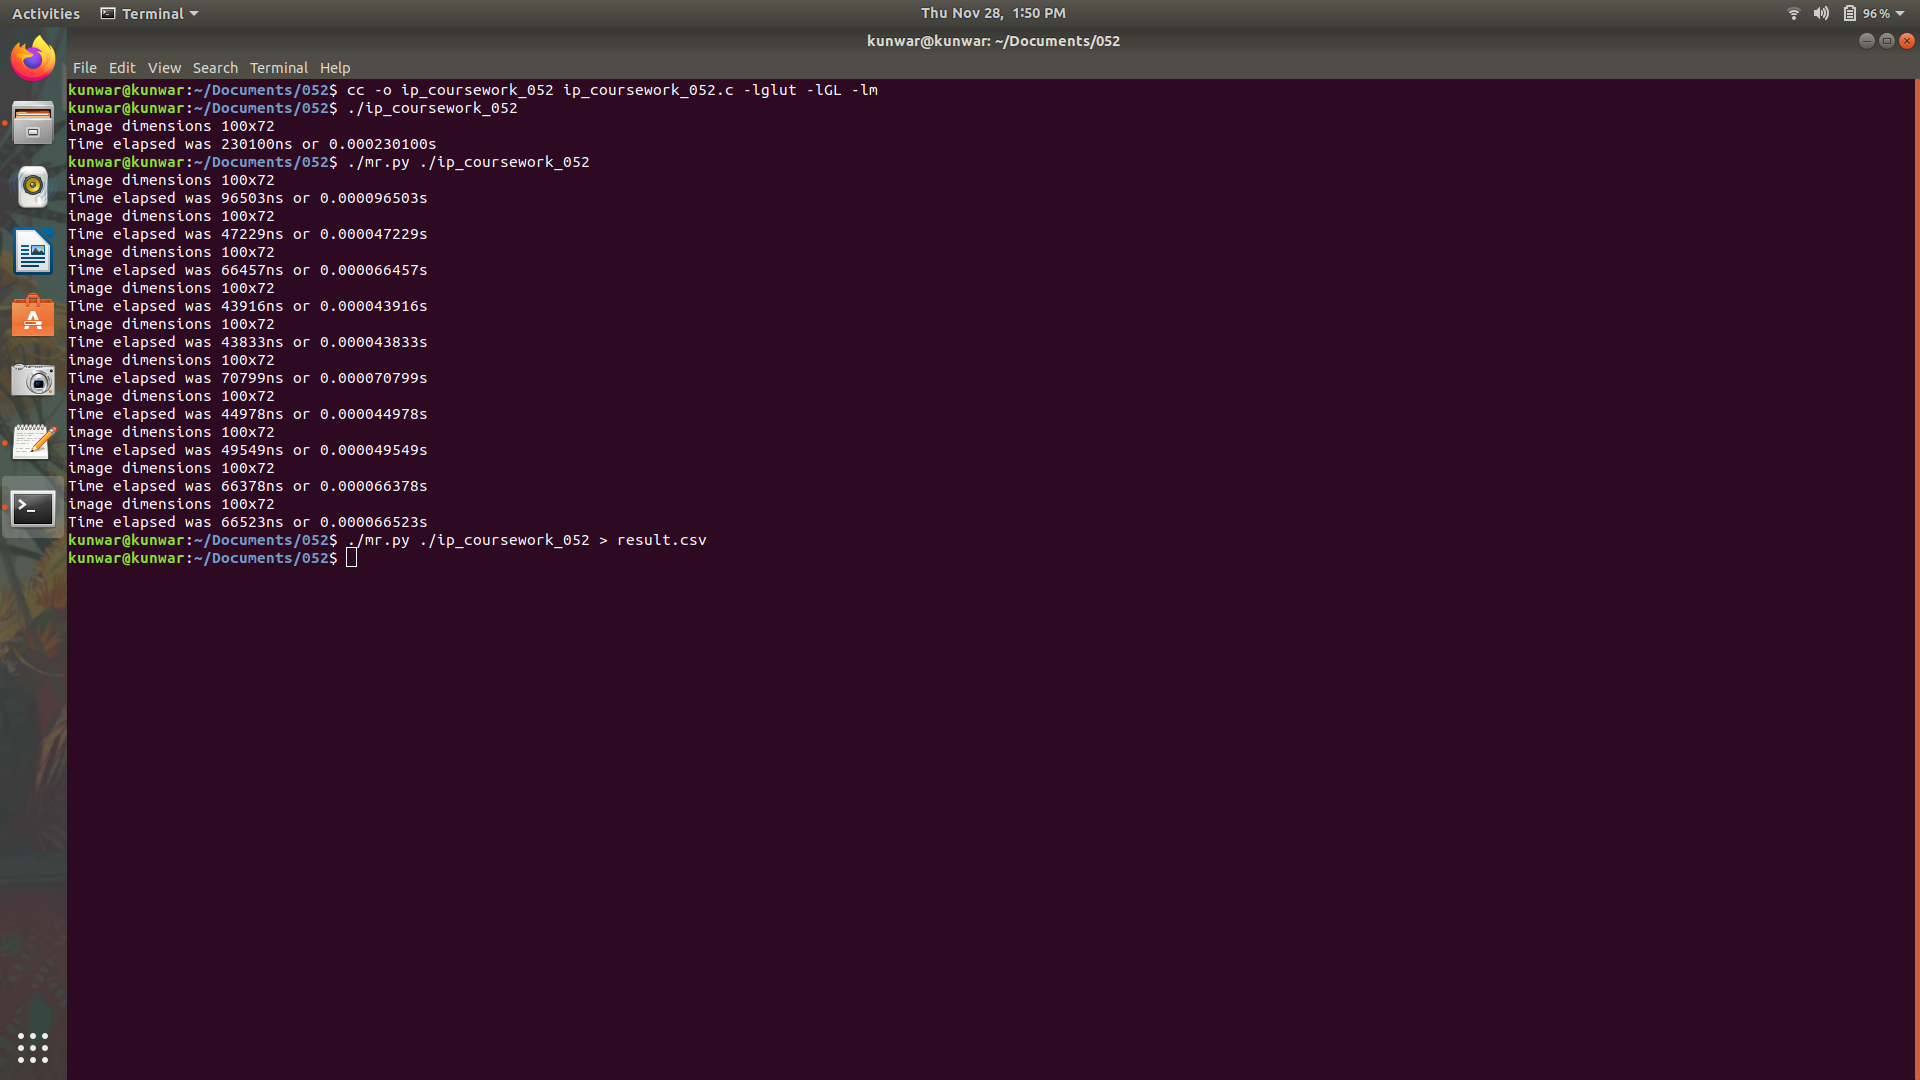 Activities Terminal Thu Nov 28, 1:50 PM 96%
kunwar@kunwar: ~/Documents/052
File Edit View Search Terminal Help
kunwar@kunwar:~/Documents/052$ cc -o ip_coursework_052 ip_coursework_052.c -lglut -lGL -lm
kunwar@kunwar:~/Documents/052$ ./ip_coursework_052
image dimensions 100x72
Time elapsed was 230100ns or 0.000230100s
kunwar@kunwar:~/Documents/052$ ./mr.py ./ip_coursework_052
image dimensions 100x72
Time elapsed was 96503ns or 0.000096503s
image dimensions 100x72
Time elapsed was 47229ns or 0.000047229s
image dimensions 100x72
Time elapsed was 66457ns or 0.000066457s
image dimensions 100x72
Time elapsed was 43916ns or 0.000043916s
image dimensions 100x72
Time elapsed was 43833ns or 0.000043833s
image dimensions 100x72
Time elapsed was 70799ns or 0.000070799s
image dimensions 100x72
Time elapsed was 44978ns or 0.000044978s
image dimensions 100x72
Time elapsed was 49549ns or 0.000049549s
image dimensions 100x72
Time elapsed was 66378ns or 0.000066378s
image dimensions 100x72
Time elapsed was 66523ns or 0.000066523s
kunwar@kunwar:~/Documents/052$ ./mr.py ./ip_coursework_052 > result.csv
kunwar@kunwar:~/Documents/052$